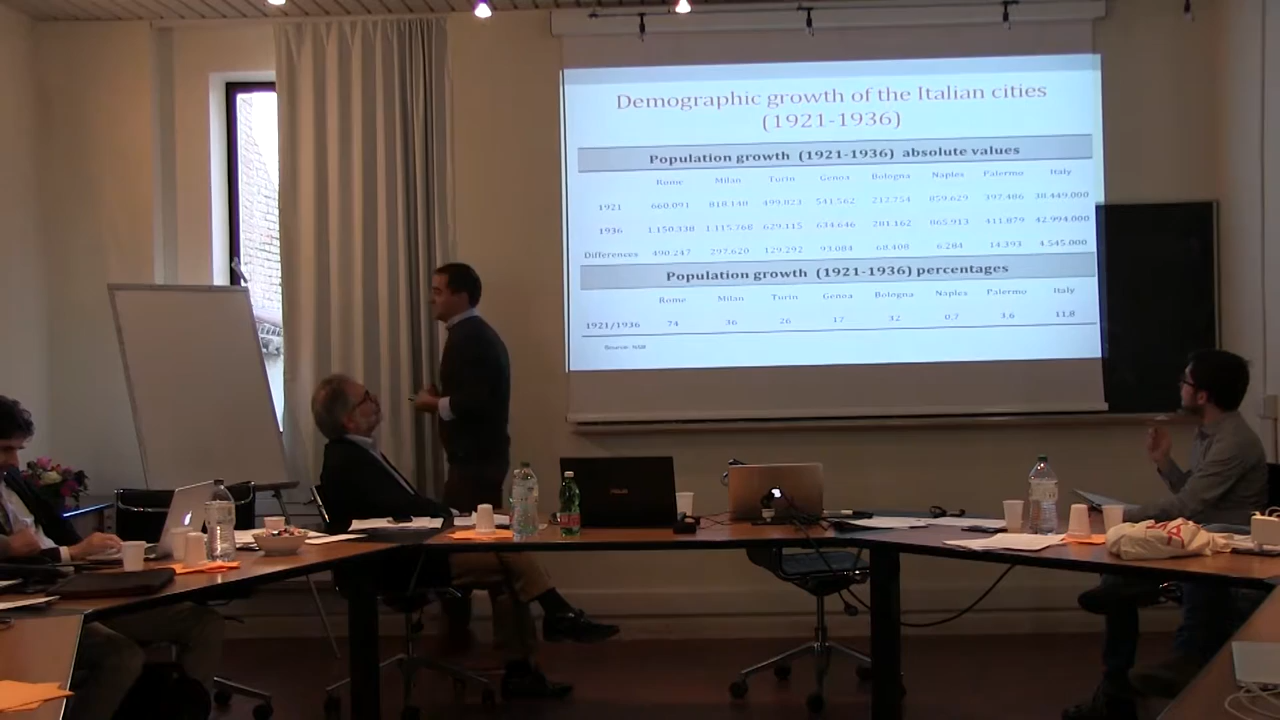 Demographic growth of the Italian cities
(1921-1936)
Population growth (1921-1936) absolute values
Rome Milan Turin Genoa Bologna Naples Palermo Italy
1921 660.091 818.148 499.823 541.562 212.754 859.629 397.486 38.449.000
1936 1.150.338 1.115.768 629.115 634.646 281.162 865.913 411.879 42.994.000
Differences 490.247 297.620 129.292 93.084 68.408 6.284 14.393 4.545.000
Population growth (1921-1936) percentages
Rome Milan Turin Genoa Bologna Naples Palermo Italy
1921/1936 74 36 26 17 32 0,7 3,6 11,8
Source:
ASUS